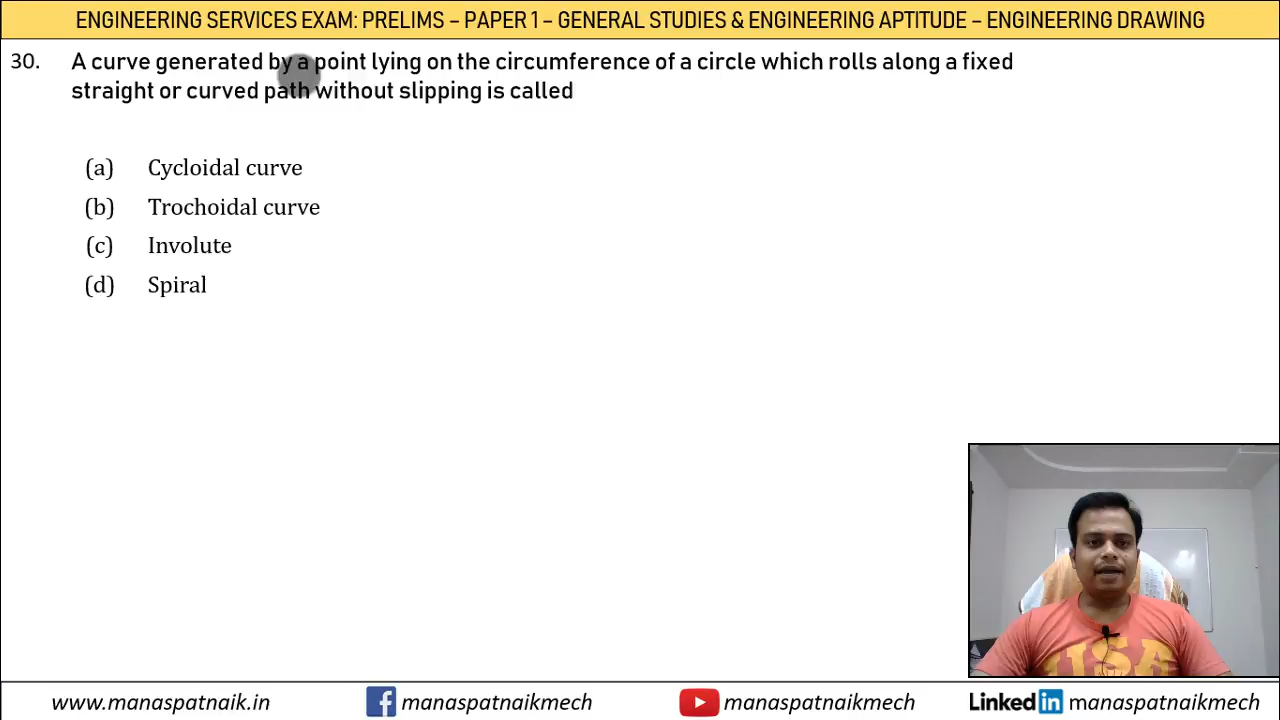 ENGINEERING SERVICES EXAM: PRELIMS – PAPER 1 – GENERAL STUDIES & ENGINEERING APTITUDE – ENGINEERING DRAWING
30. A curve generated by a point lying on the circumference of a circle which rolls along a fixed
straight or curved path without slipping is called
(a) Cycloidal curve
(b) Trochoidal curve
(c) Involute
(d) Spiral
USA
www.manaspatnaik.in manaspatnaikmech manaspatnaikmech Linked in manaspatnaikmech